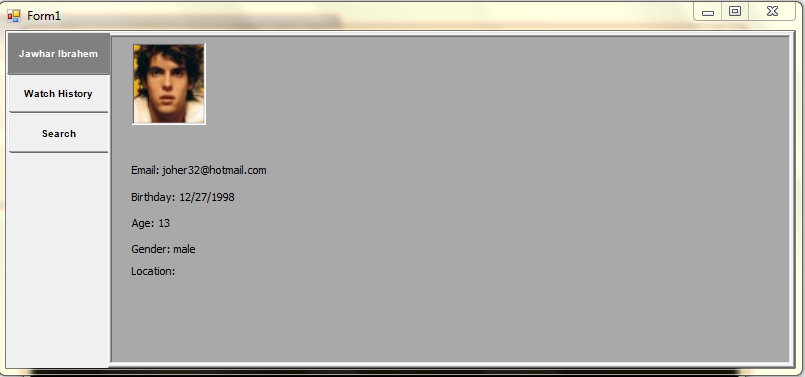 Form1
Jawhar Ibrahem
Watch History
Search
Email: joher32@hotmail.com
Birthday: 12/27/1998
Age: 13
Gender: male
Location: